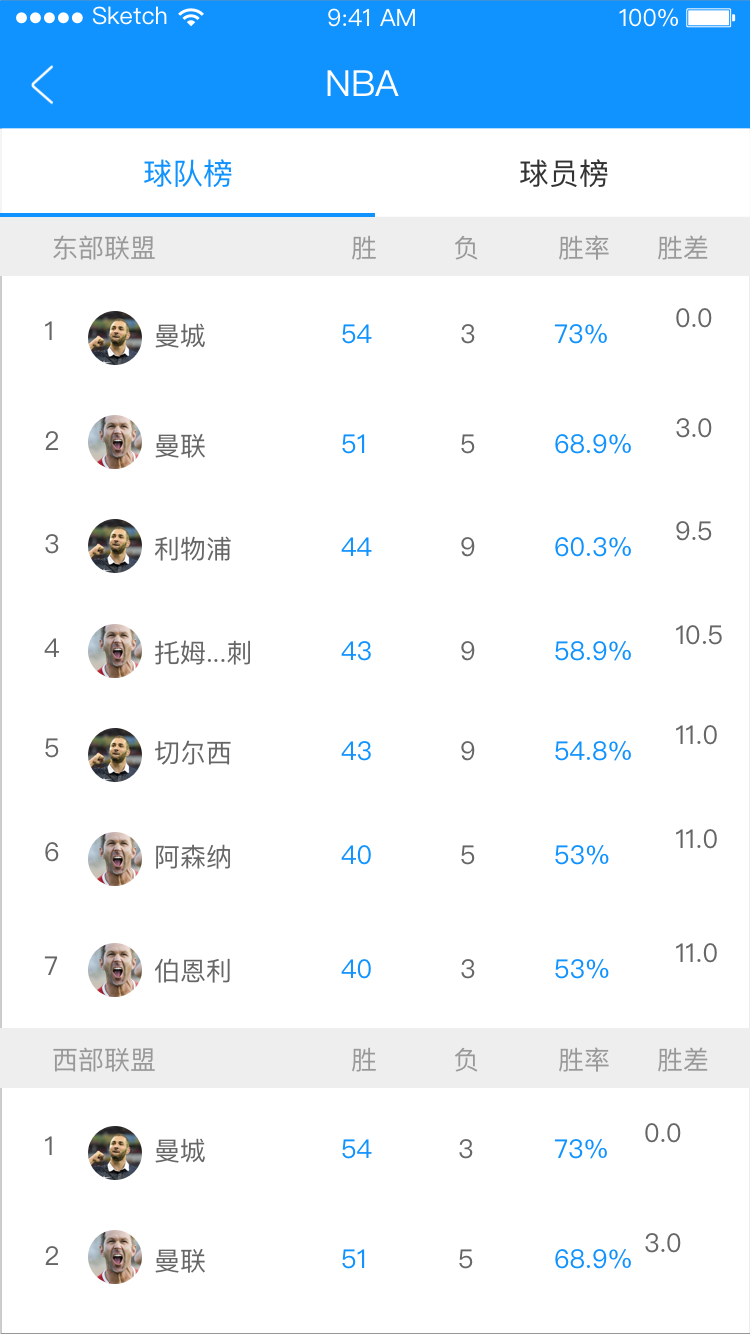 Sketch 9:41 AM 100%
NBA
球队榜 球员榜
东部联盟 胜 负 胜率 胜差
1 曼城 54 3 73% 0.0
2 曼联 51 5 68.9% 3.0
3 利物浦 44 9 60.3% 9.5
4 托姆...刺 43 9 58.9% 10.5
5 切尔西 43 9 54.8% 11.0
6 阿森纳 40 5 53% 11.0
7 伯恩利 40 3 53% 11.0
西部联盟 胜 负 胜率 胜差
1 曼城 54 3 73% 0.0
2 曼联 51 5 68.9% 3.0